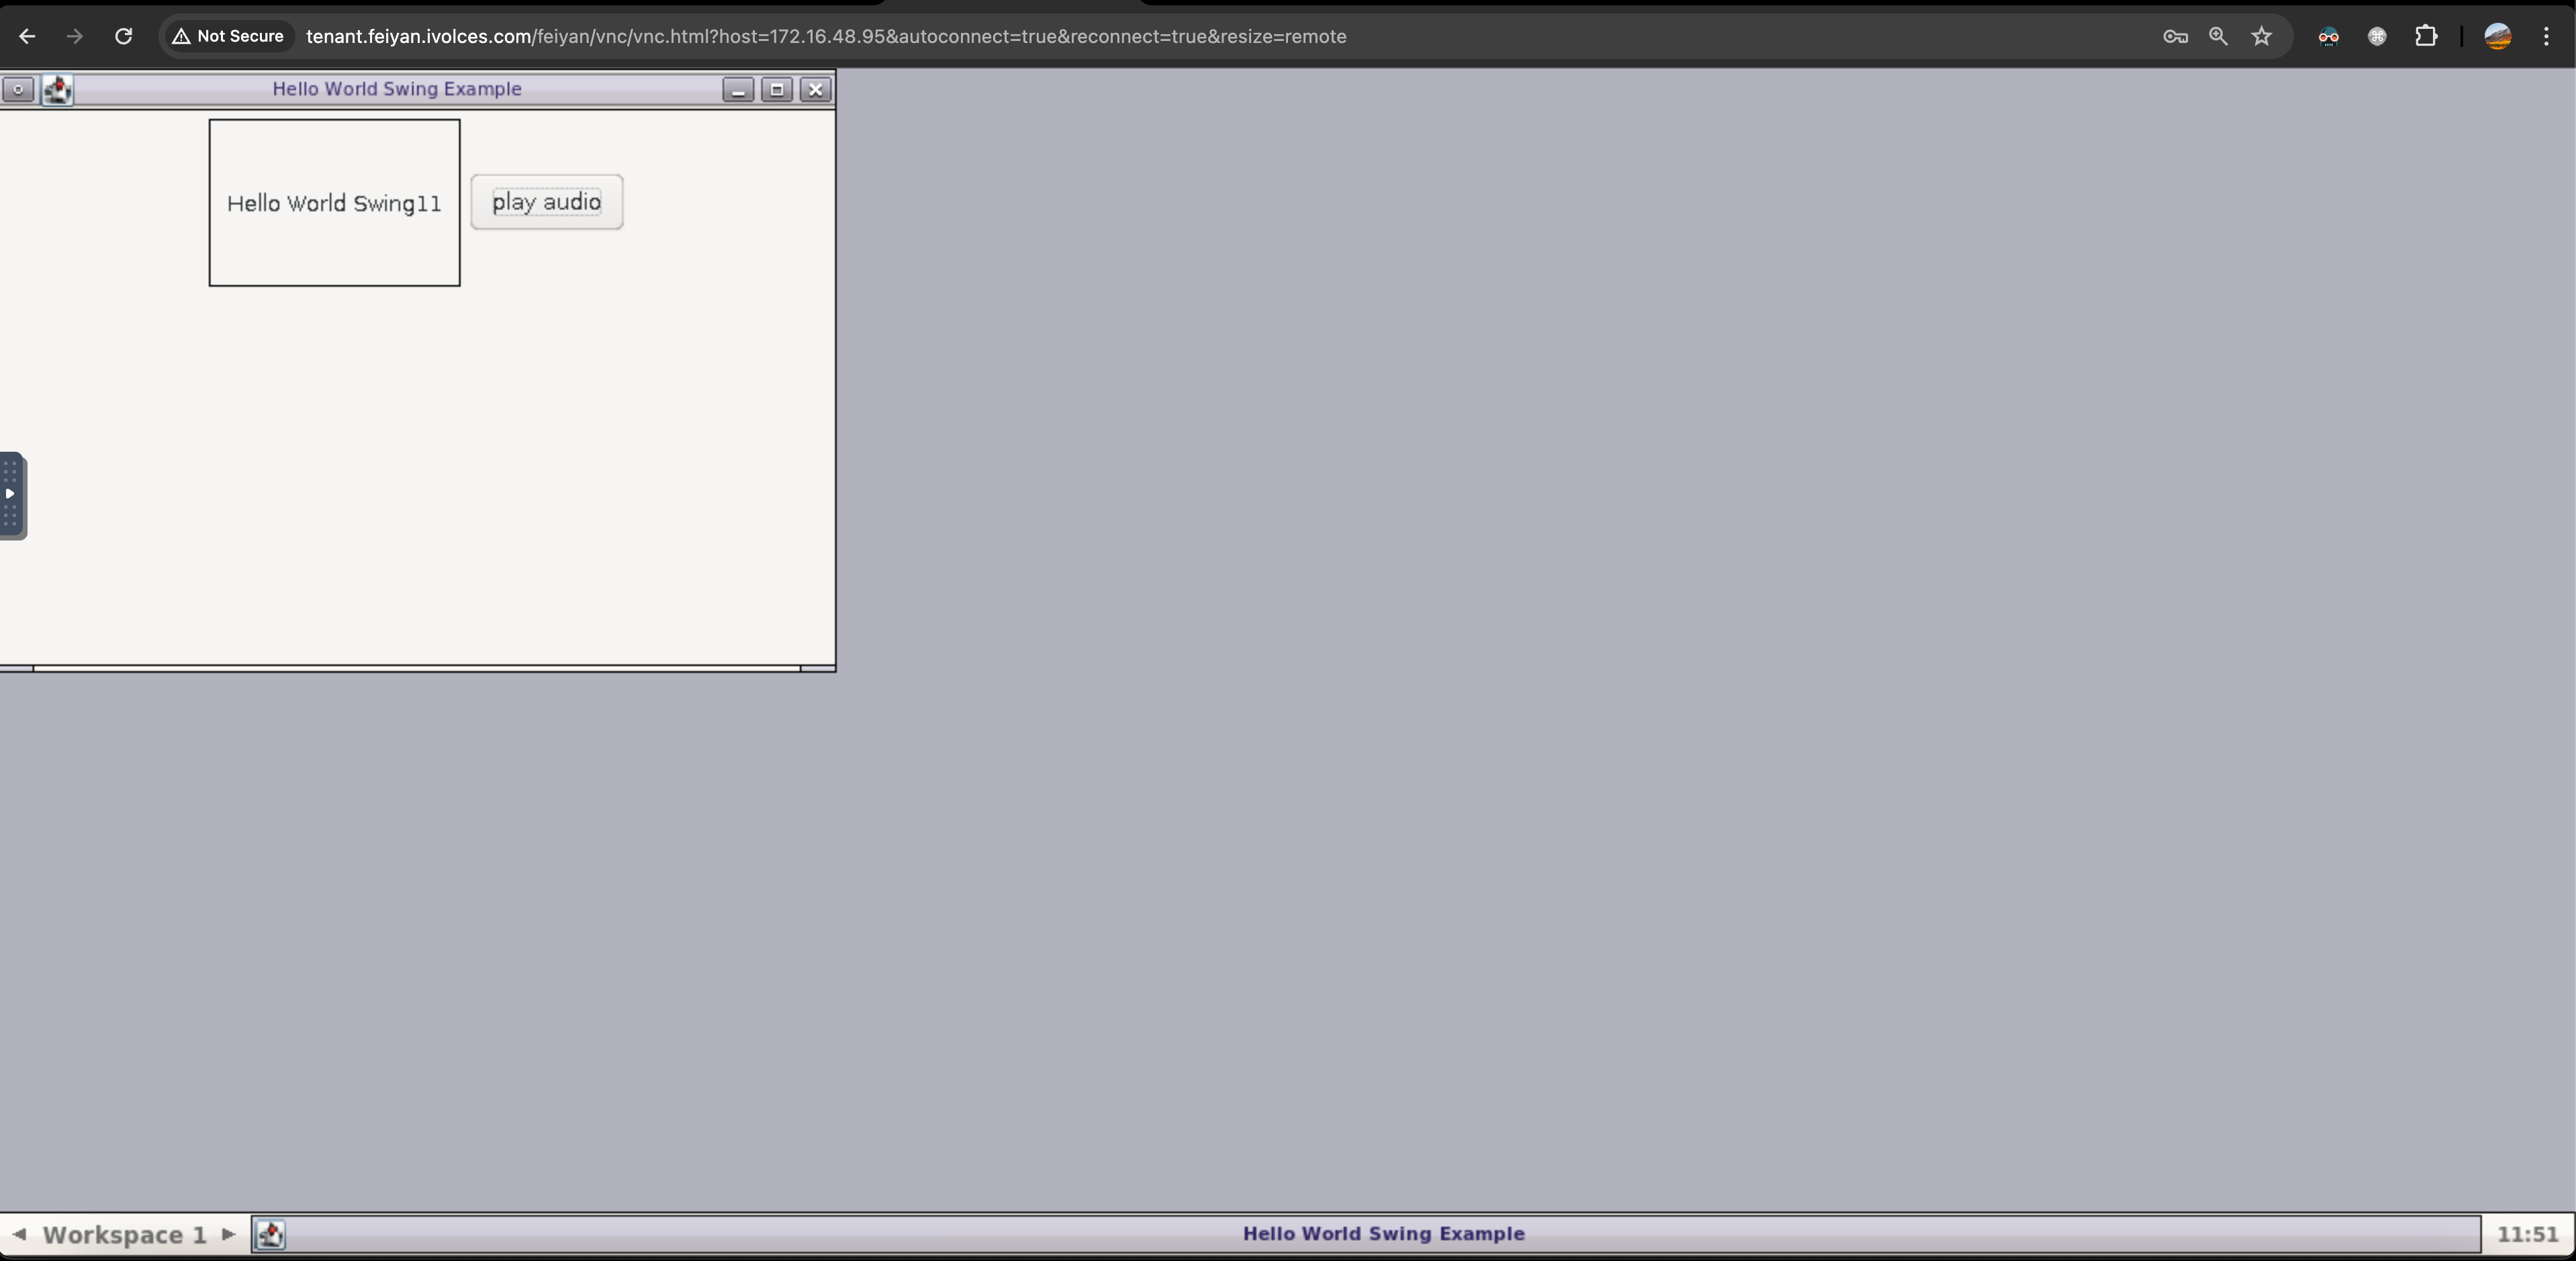 Not Secure tenant.feiyan.ivolces.com/feiyan/vnc/vnc.html?host=172.16.48.95&autoconnect=true&reconnect=true&resize=remote
Hello World Swing Example
Hello World Swing11 play audio
Workspace 1 Hello World Swing Example 11:51